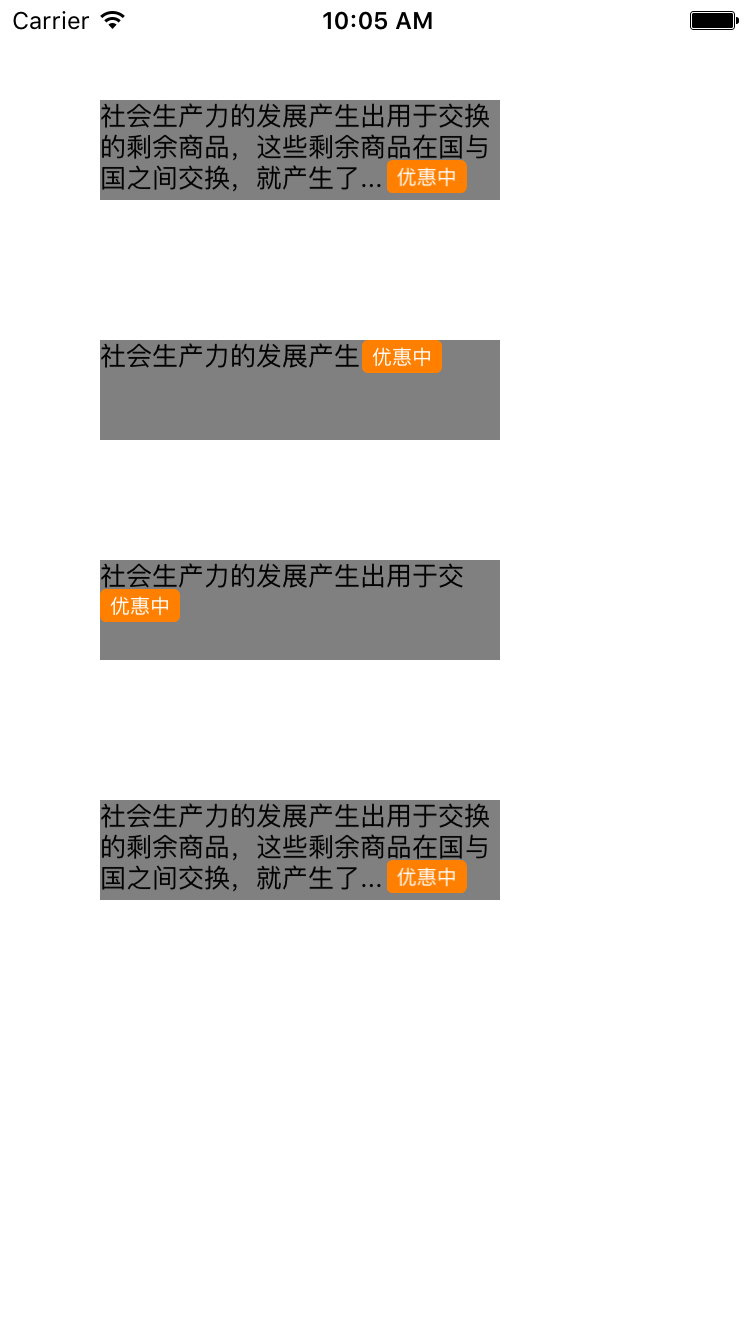 Carrier 10:05 AM
社会生产力的发展产生出用于交换
的剩余商品，这些剩余商品在国与
国之间交换，就产生了... 优惠中
社会生产力的发展产生 优惠中
社会生产力的发展产生出用于交
优惠中
社会生产力的发展产生出用于交换
的剩余商品，这些剩余商品在国与
国之间交换，就产生了... 优惠中